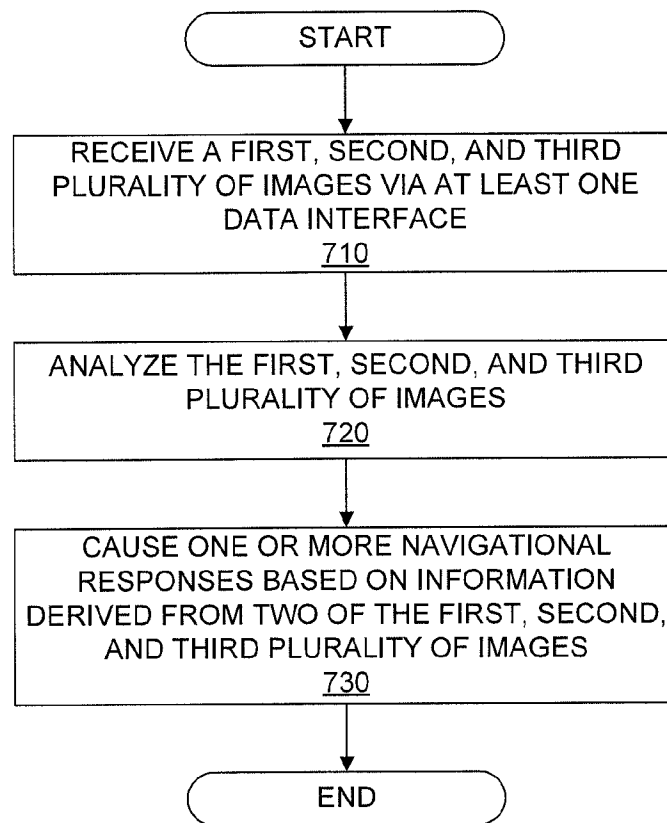 START
RECEIVE A FIRST, SECOND, AND THIRD
PLURALITY OF IMAGES VIA AT LEAST ONE
DATA INTERFACE
710
ANALYZE THE FIRST, SECOND, AND THIRD
PLURALITY OF IMAGES
720
CAUSE ONE OR MORE NAVIGATIONAL
RESPONSES BASED ON INFORMATION
DERIVED FROM TWO OF THE FIRST, SECOND,
AND THIRD PLURALITY OF IMAGES
730
END